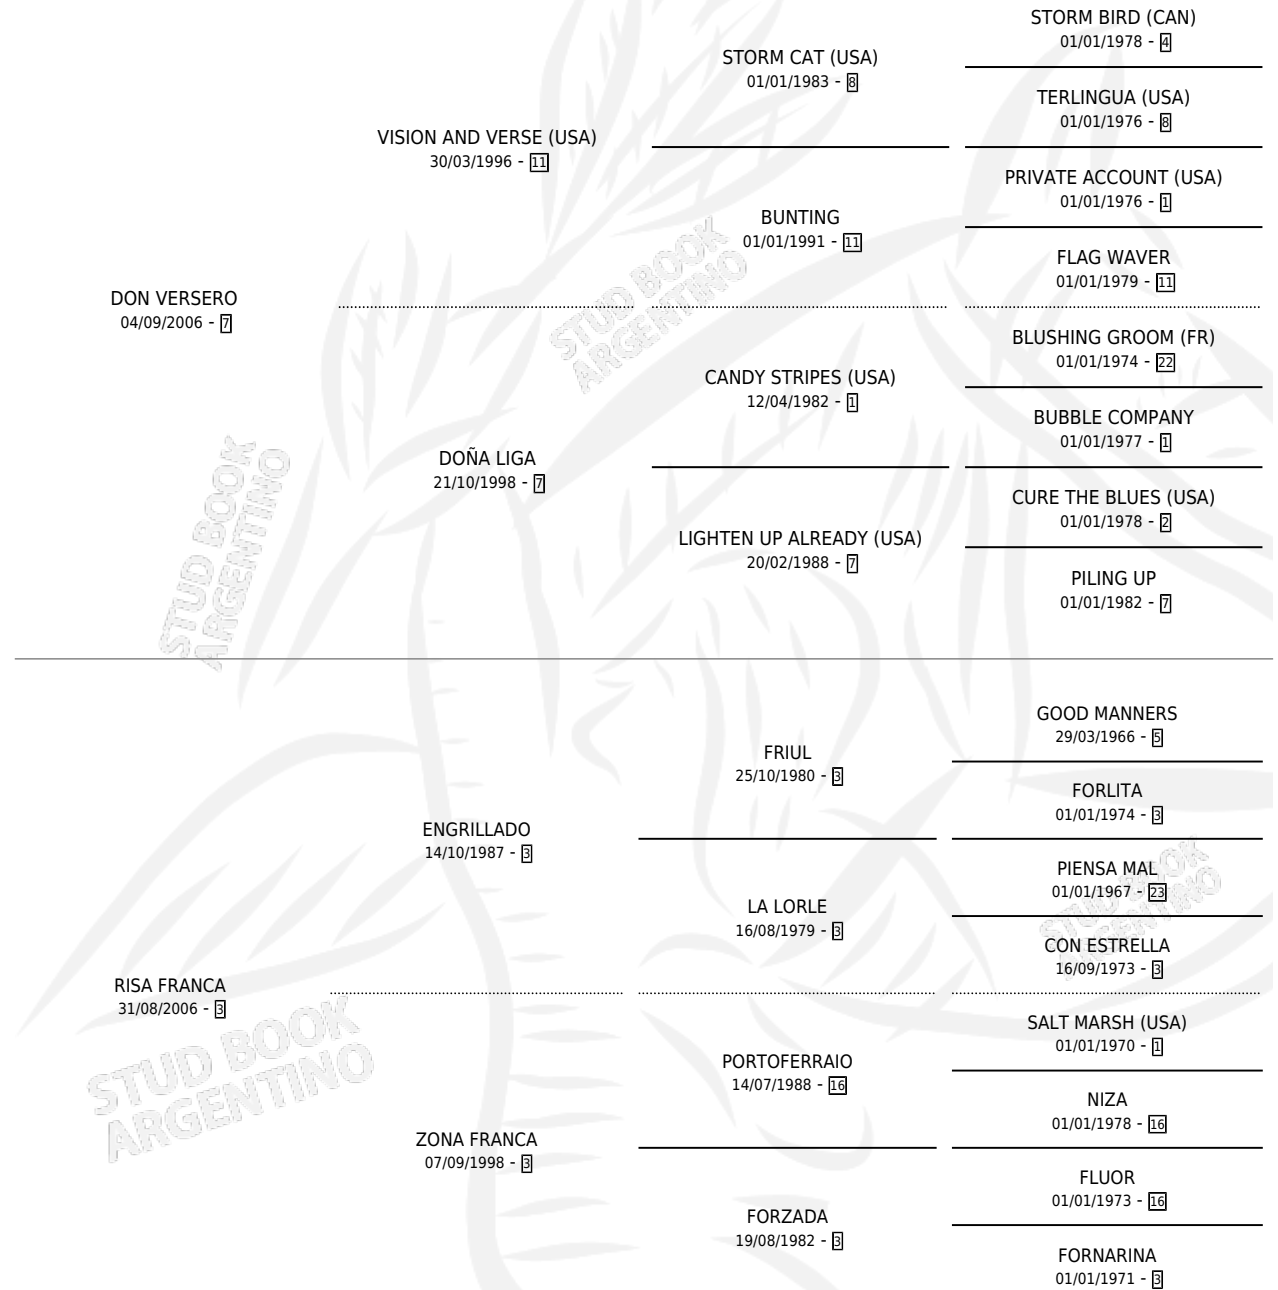 STORM BIRD (CAN)
01/01/1978 - 4
STORM CAT (USA)
01/01/1983 - 8
TERLINGUA (USA)
01/01/1976 - 8
VISION AND VERSE (USA)
30/03/1996 - 11
PRIVATE ACCOUNT (USA)
01/01/1976 - 1
BUNTING
01/01/1991 - 11
FLAG WAVER
01/01/1979 - 11
DON VERSERO
04/09/2006 - 7
BLUSHING GROOM (FR)
01/01/1974 - 22
CANDY STRIPES (USA)
12/04/1982 - 1
BUBBLE COMPANY
01/01/1977 - 1
DOÑA LIGA
21/10/1998 - 7
CURE THE BLUES (USA)
01/01/1978 - 2
LIGHTEN UP ALREADY (USA)
20/02/1988 - 7
PILING UP
01/01/1982 - 7
GOOD MANNERS
29/03/1966 - 5
FRIUL
25/10/1980 - 3
FORLITA
01/01/1974 - 3
ENGRILLADO
14/10/1987 - 3
PIENSA MAL
01/01/1967 - 23
LA LORLE
16/08/1979 - 3
CON ESTRELLA
16/09/1973 - 3
RISA FRANCA
31/08/2006 - 3
SALT MARSH (USA)
01/01/1970 - 1
PORTOFERRAIO
14/07/1988 - 16
NIZA
01/01/1978 - 16
ZONA FRANCA
07/09/1998 - 3
FLUOR
01/01/1973 - 16
FORZADA
19/08/1982 - 3
FORNARINA
01/01/1971 - 3
STUD BOOK
ARGENTINO
STUD BOOK
ARGENTINO
STUD BOOK
ARGENTINO
STUD BOOK
ARGENTINO